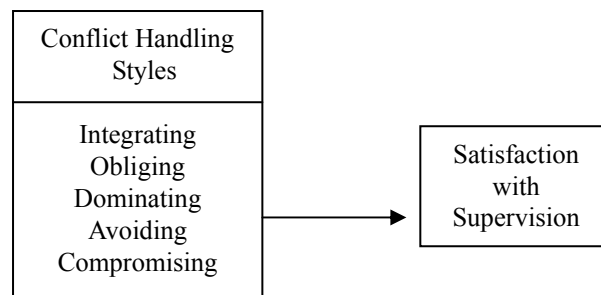 Conflict Handling
Styles
Integrating
Obliging
Dominating
Avoiding
Compromising
Satisfaction
with
Supervision